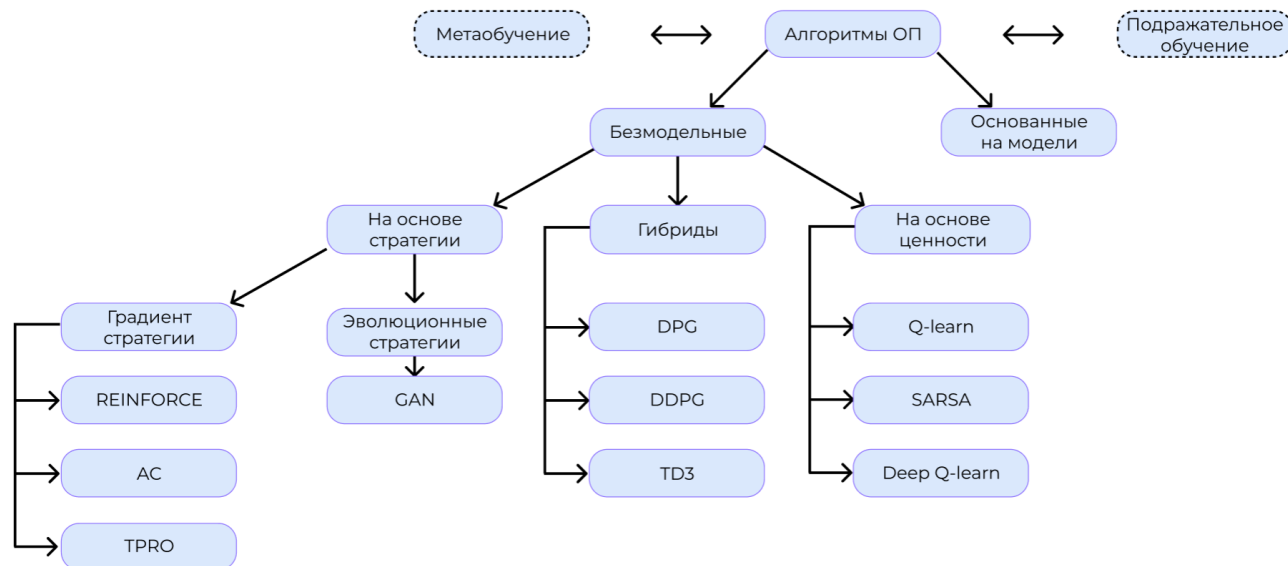 Метаобучение
Алгоритмы ОП
Подражательное
обучение
Безмодельные
Основанные
на модели
На основе
стратегии
Гибриды
На основе
ценности
Градиент
стратегии
Эволюционные
стратегии
DPG
Q-learn
REINFORCE
GAN
DDPG
SARSA
AC
TD3
Deep Q-learn
TPRO